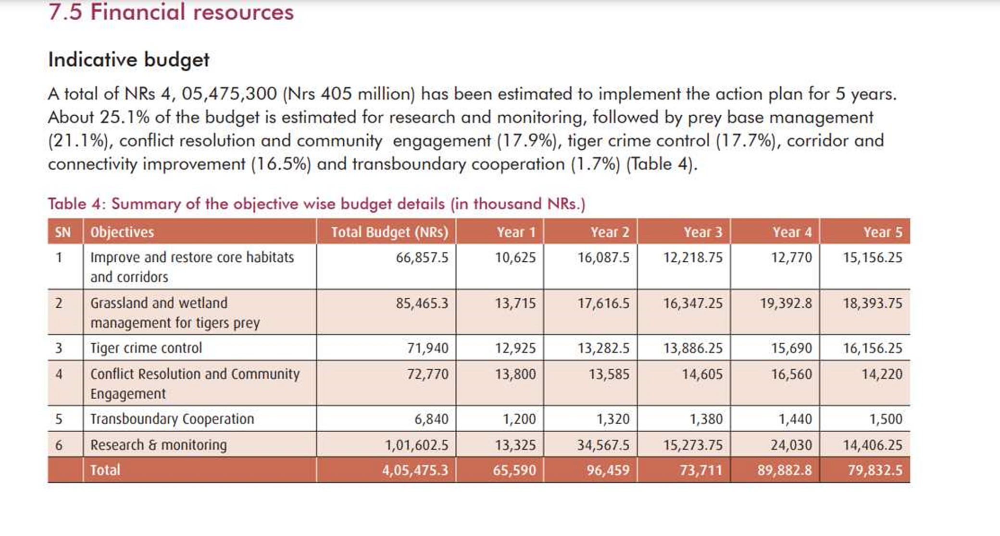 7.5 Financial resources
Indicative budget
A total of NRs 4, 05,475,300 (Nrs 405 million) has been estimated to implement the action plan for 5 years.
About 25.1% of the budget is estimated for research and monitoring, followed by prey base management
(21.1%), conflict resolution and community engagement (17.9%), tiger crime control (17.7%), corridor and
connectivity improvement (16.5%) and transboundary cooperation (1.7%) (Table 4).
Table 4: Summary of the objective wise budget details (in thousand NRs.)
SN Objectives Total Budget (NRs) Year 1 Year 2 Year 3 Year 4 Year 5
1 Improve and restore core habitats 66,857.5 10,625 16,087.5 12,218.75 12,770 15,156.25
and corridors
2 Grassland and wetland 85,465.3 13,715 17,616.5 16,347.25 19,392.8 18,393.75
management for tigers prey
3 Tiger crime control 71,940 12,925 13,282.5 13,886.25 15,690 16,156.25
4 Conflict Resolution and Community 72,770 13,800 13,585 14,605 16,560 14,220
Engagement
5 Transboundary Cooperation 6,840 1,200 1,320 1,380 1,440 1,500
6 Research & monitoring 1,01,602.5 13,325 34,567.5 15,273.75 24,030 14,406.25
Total 4,05,475.3 65,590 96,459 73,711 89,882.8 79,832.5